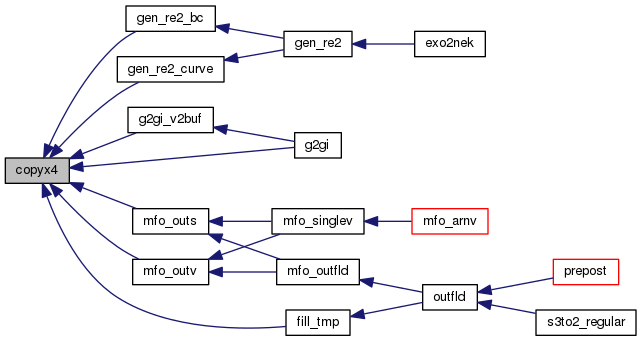 gen_re2_bc
gen_re2
exo2nek
gen_re2_curve
g2gi_v2buf
g2gi
copyx4
mfo_outs
mfo_singlev
mfo_arnv
mfo_outv
mfo_outfld
prepost
outfld
fill_tmp
s3to2_regular